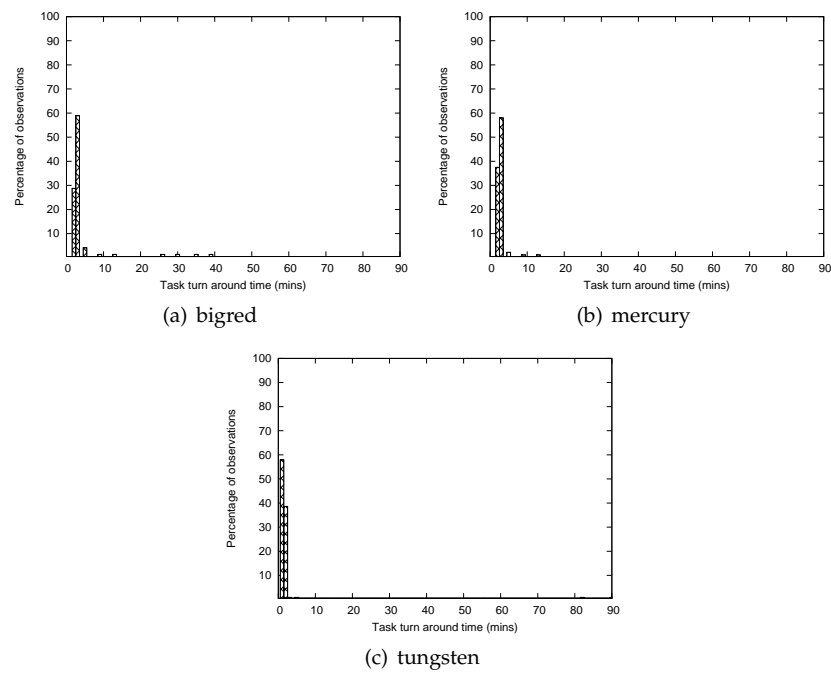 100
90
80
70
60
50
40
30
20
10
Percentage of observations
0 10 20 30 40 50 60 70 80 90
Task turn around time (mins)
(a) bigred
100
90
80
70
60
50
40
30
20
10
Percentage of observations
0 10 20 30 40 50 60 70 80 90
Task turn around time (mins)
(b) mercury
100
90
80
70
60
50
40
30
20
10
Percentage of observations
0 10 20 30 40 50 60 70 80 90
Task turn around time (mins)
(c) tungsten